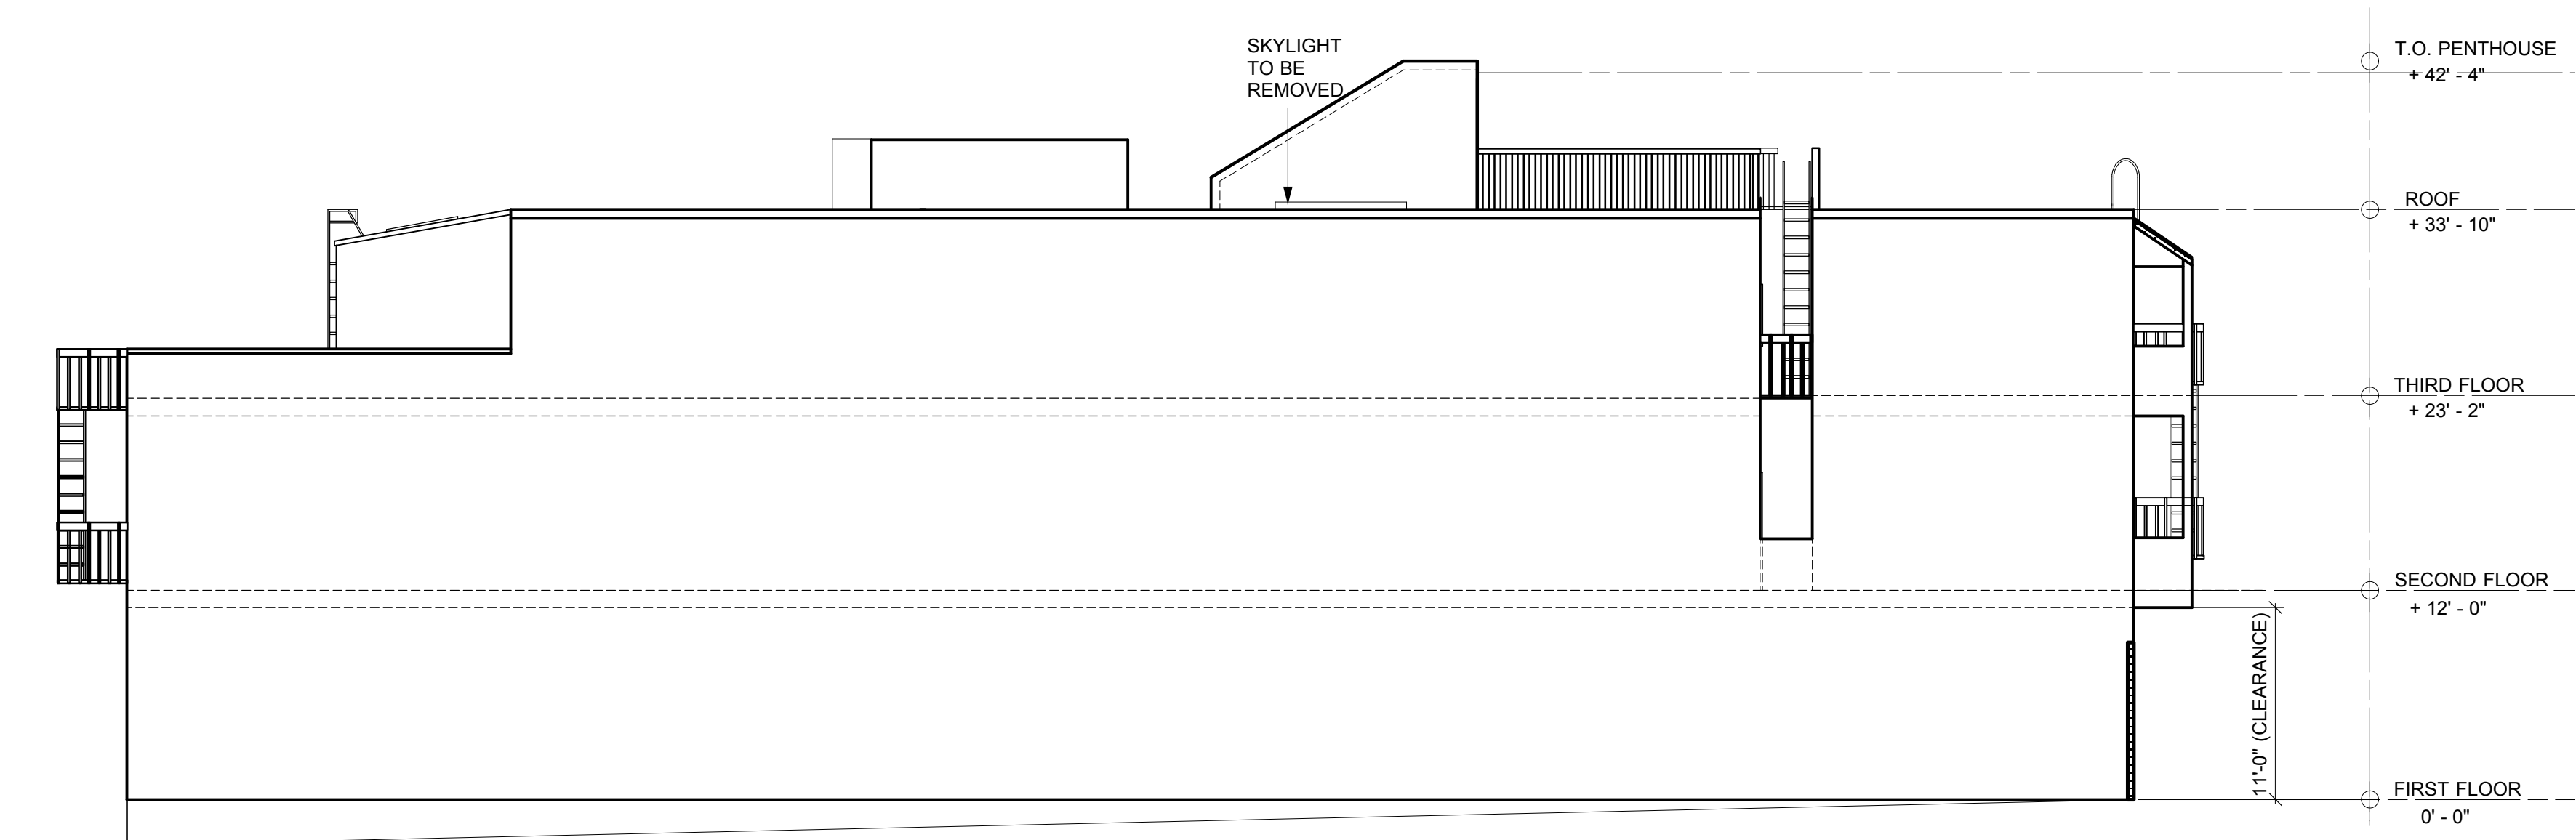 SKYLIGHT
TO BE
REMOVED
T.O. PENTHOUSE
+ 42' - 4"
ROOF
+ 33' - 10"
THIRD FLOOR
+ 23' - 2"
SECOND FLOOR
+ 12' - 0"
11'-0" (CLEARANCE)
FIRST FLOOR
0' - 0"